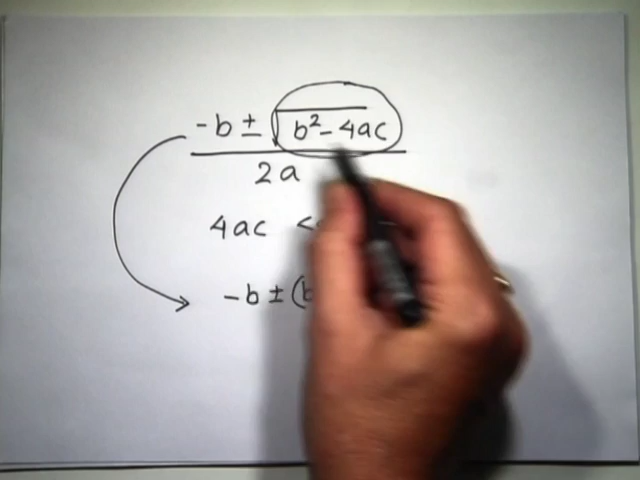 -b ± √b² - 4ac
2a
4ac <
-b ± (b